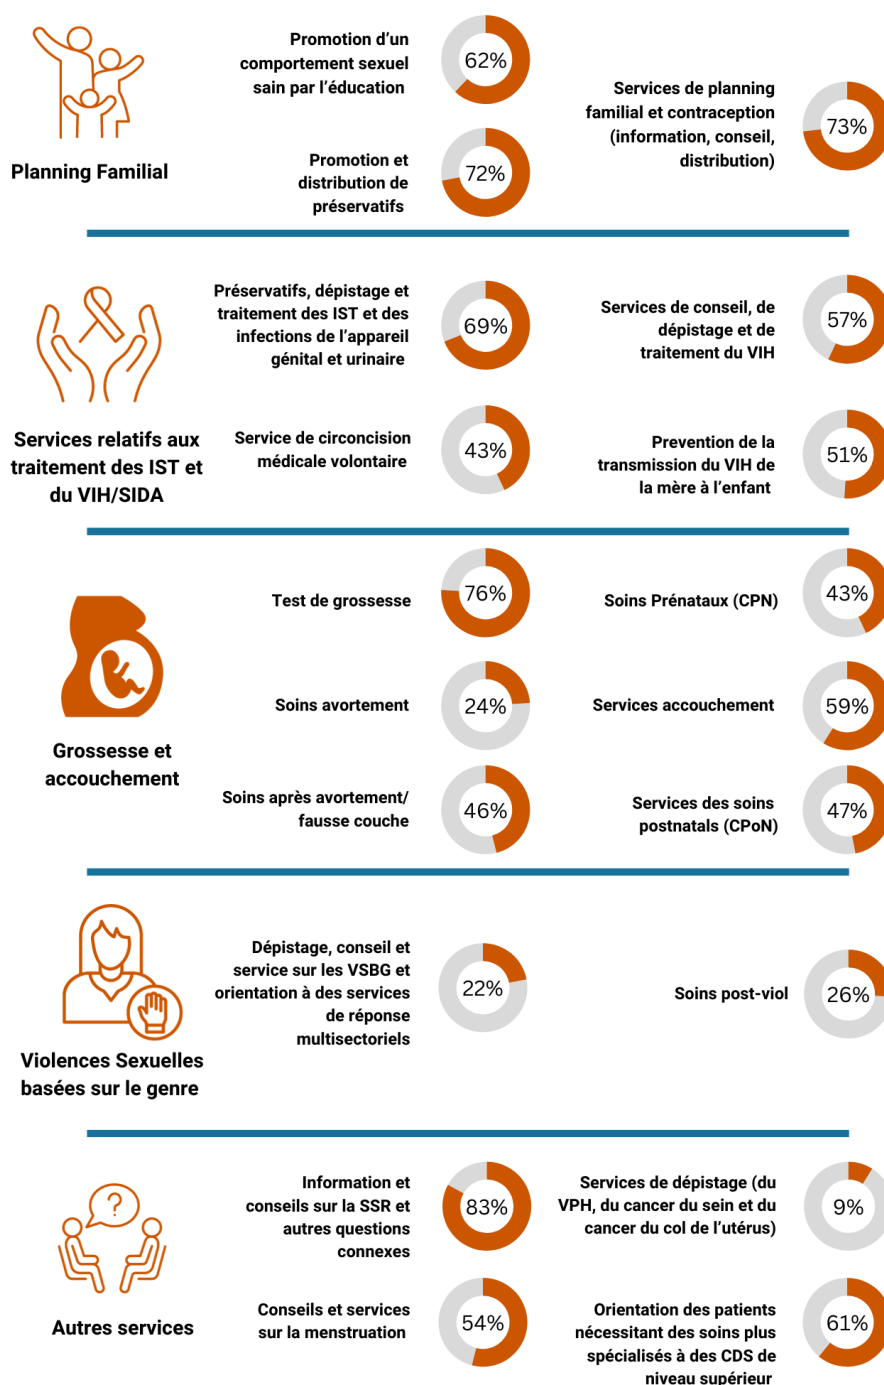 Planning Familial
Promotion d'un
comportement sexuel
sain par l'éducation
62%
Services de planning
familial et contraception
(information, conseil,
distribution)
73%
Promotion et
distribution de
préservatifs
72%
Services relatifs aux
traitement des IST et
du VIH/SIDA
Préservatifs, dépistage et
traitement des IST et des
infections de l'appareil
génital et urinaire
69%
Services de conseil, de
dépistage et de
traitement du VIH
57%
Service de circoncision
médicale volontaire
43%
Prevention de la
transmission du VIH de
la mère à l'enfant
51%
Grossesse et
accouchement
Test de grossesse
76%
Soins Prénataux (CPN)
43%
Soins avortement
24%
Services accouchement
59%
Soins après avortement/
fausse couche
46%
Services des soins
postnatals (CPoN)
47%
Violences Sexuelles
basées sur le genre
Dépistage, conseil et
service sur les VSBG et
orientation à des services
de réponse
multisectoriels
22%
Soins post-viol
26%
?
Autres services
Information et
conseils sur la SSR et
autres questions
connexes
83%
Services de dépistage (du
VPH, du cancer du sein et du
cancer du col de l'utérus)
9%
Conseils et services
sur la menstruation
54%
Orientation des patients
nécessitant des soins plus
spécialisés à des CDS de
niveau supérieur
61%